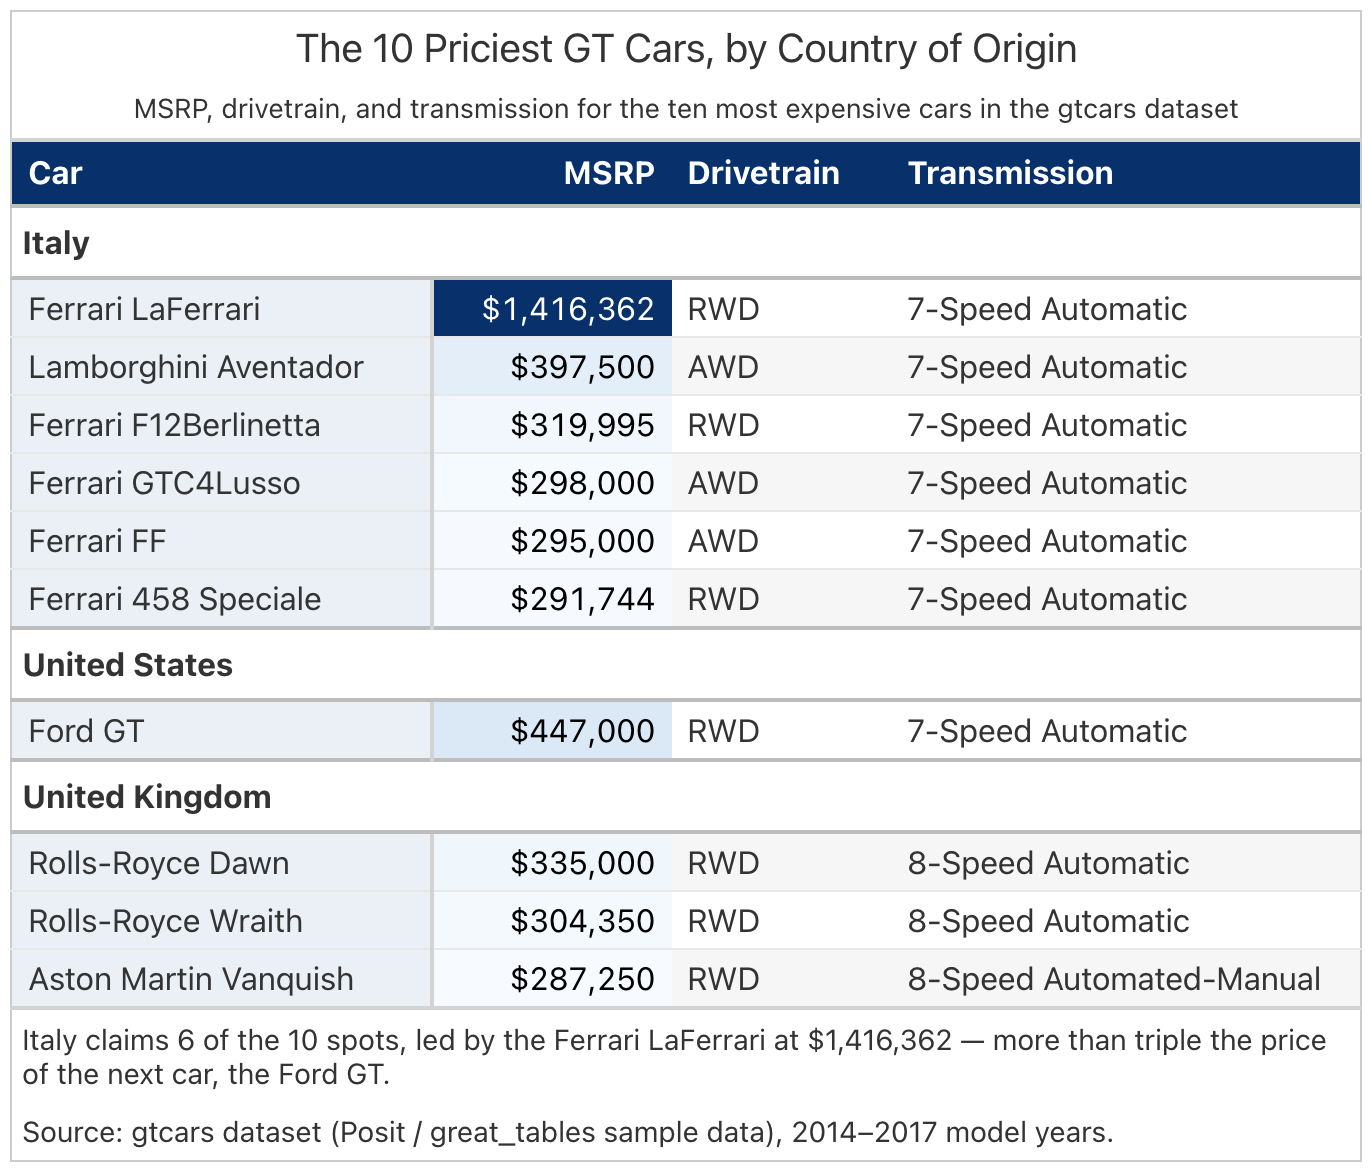 The 10 Priciest GT Cars, by Country of Origin
MSRP, drivetrain, and transmission for the ten most expensive cars in the gtcars dataset
Car MSRP Drivetrain Transmission
Italy
Ferrari LaFerrari $1,416,362 RWD 7-Speed Automatic
Lamborghini Aventador $397,500 AWD 7-Speed Automatic
Ferrari F12Berlinetta $319,995 RWD 7-Speed Automatic
Ferrari GTC4Lusso $298,000 AWD 7-Speed Automatic
Ferrari FF $295,000 AWD 7-Speed Automatic
Ferrari 458 Speciale $291,744 RWD 7-Speed Automatic
United States
Ford GT $447,000 RWD 7-Speed Automatic
United Kingdom
Rolls-Royce Dawn $335,000 RWD 8-Speed Automatic
Rolls-Royce Wraith $304,350 RWD 8-Speed Automatic
Aston Martin Vanquish $287,250 RWD 8-Speed Automated-Manual
Italy claims 6 of the 10 spots, led by the Ferrari LaFerrari at $1,416,362 — more than triple the price
of the next car, the Ford GT.
Source: gtcars dataset (Posit / great_tables sample data), 2014–2017 model years.